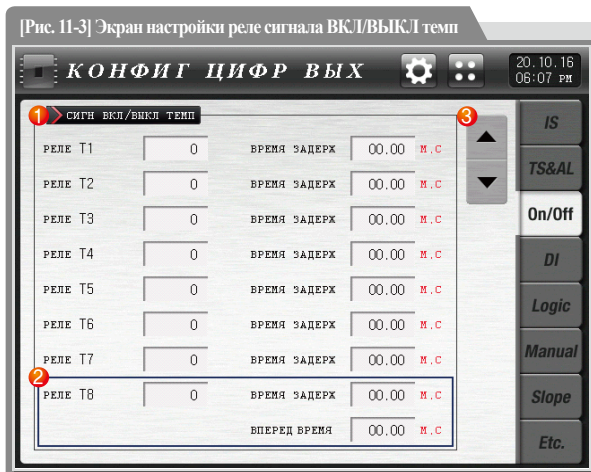 [Рис. 11-3] Экран настройки реле сигнала ВКЛ/ВЫКЛ темп
КОНФИГ ЦИФР ВЫХ
20.10.16
06:07 PM
1 СИГН ВКЛ/ВЫКЛ ТЕМП 3
РЕЛЕ T1 0 ВРЕМЯ ЗАДЕРЖ 00.00 М.С
РЕЛЕ T2 0 ВРЕМЯ ЗАДЕРЖ 00.00 М.С
РЕЛЕ T3 0 ВРЕМЯ ЗАДЕРЖ 00.00 М.С
РЕЛЕ T4 0 ВРЕМЯ ЗАДЕРЖ 00.00 М.С
РЕЛЕ T5 0 ВРЕМЯ ЗАДЕРЖ 00.00 М.С
РЕЛЕ T6 0 ВРЕМЯ ЗАДЕРЖ 00.00 М.С
РЕЛЕ T7 0 ВРЕМЯ ЗАДЕРЖ 00.00 М.С
2
РЕЛЕ T8 0 ВРЕМЯ ЗАДЕРЖ 00.00 М.С
ВПЕРЕД ВРЕМЯ 00.00 М.С
IS
TS&AL
On/Off
DI
Logic
Manual
Slope
Etc.